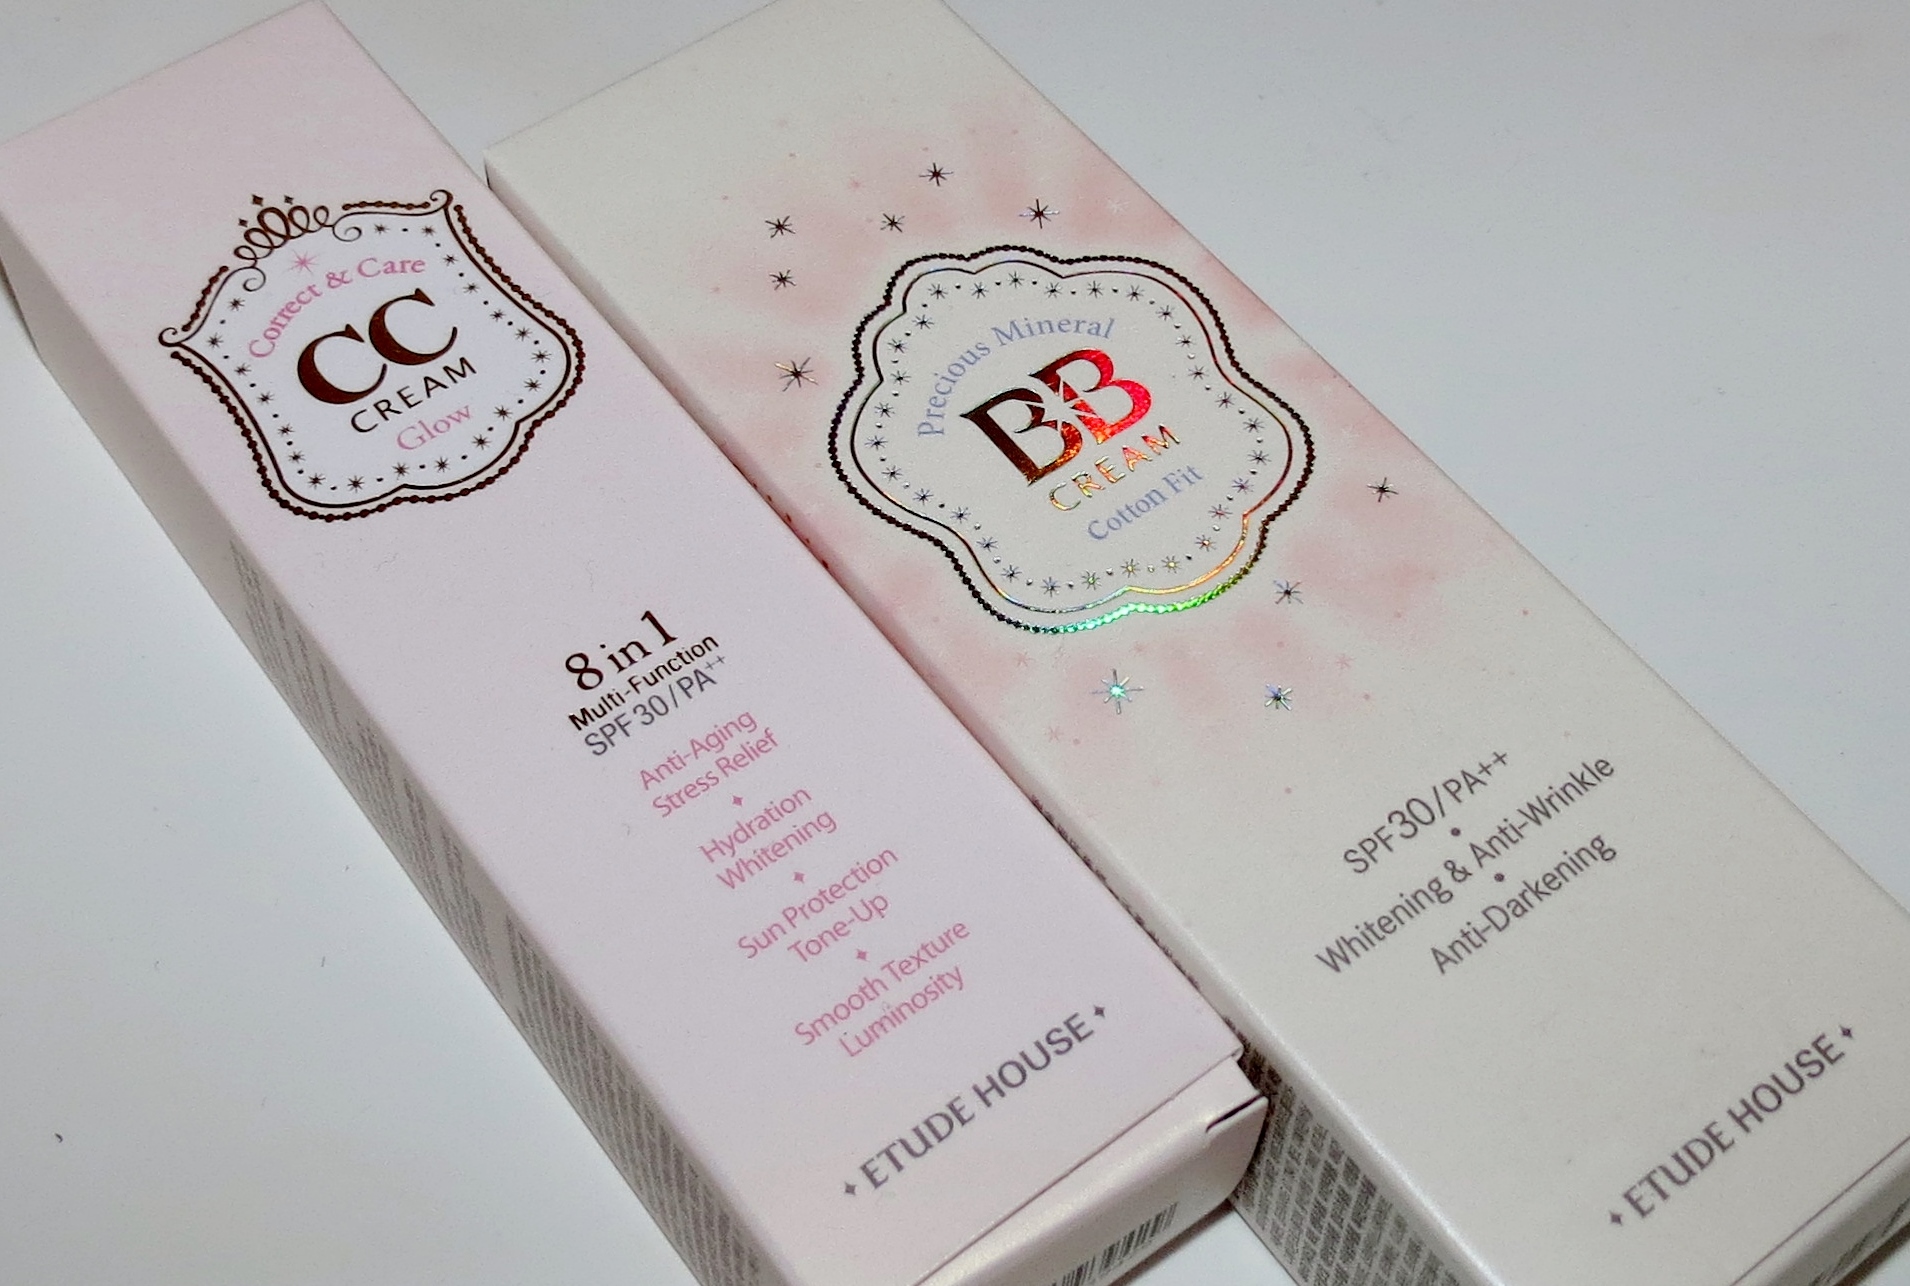 Correct & Care
CC
CREAM
Glow
8 in 1
Multi-Function
SPF 30/PA++
Anti-Aging
Stress Relief
Hydration
Whitening
Sun Protection
Tone-Up
Smooth Texture
Luminosity
ETUDE HOUSE
Precious Mineral
BB
CREAM
Cotton Fit
SPF30/PA++
Whitening & Anti-Wrinkle
Anti-Darkening
ETUDE HOUSE